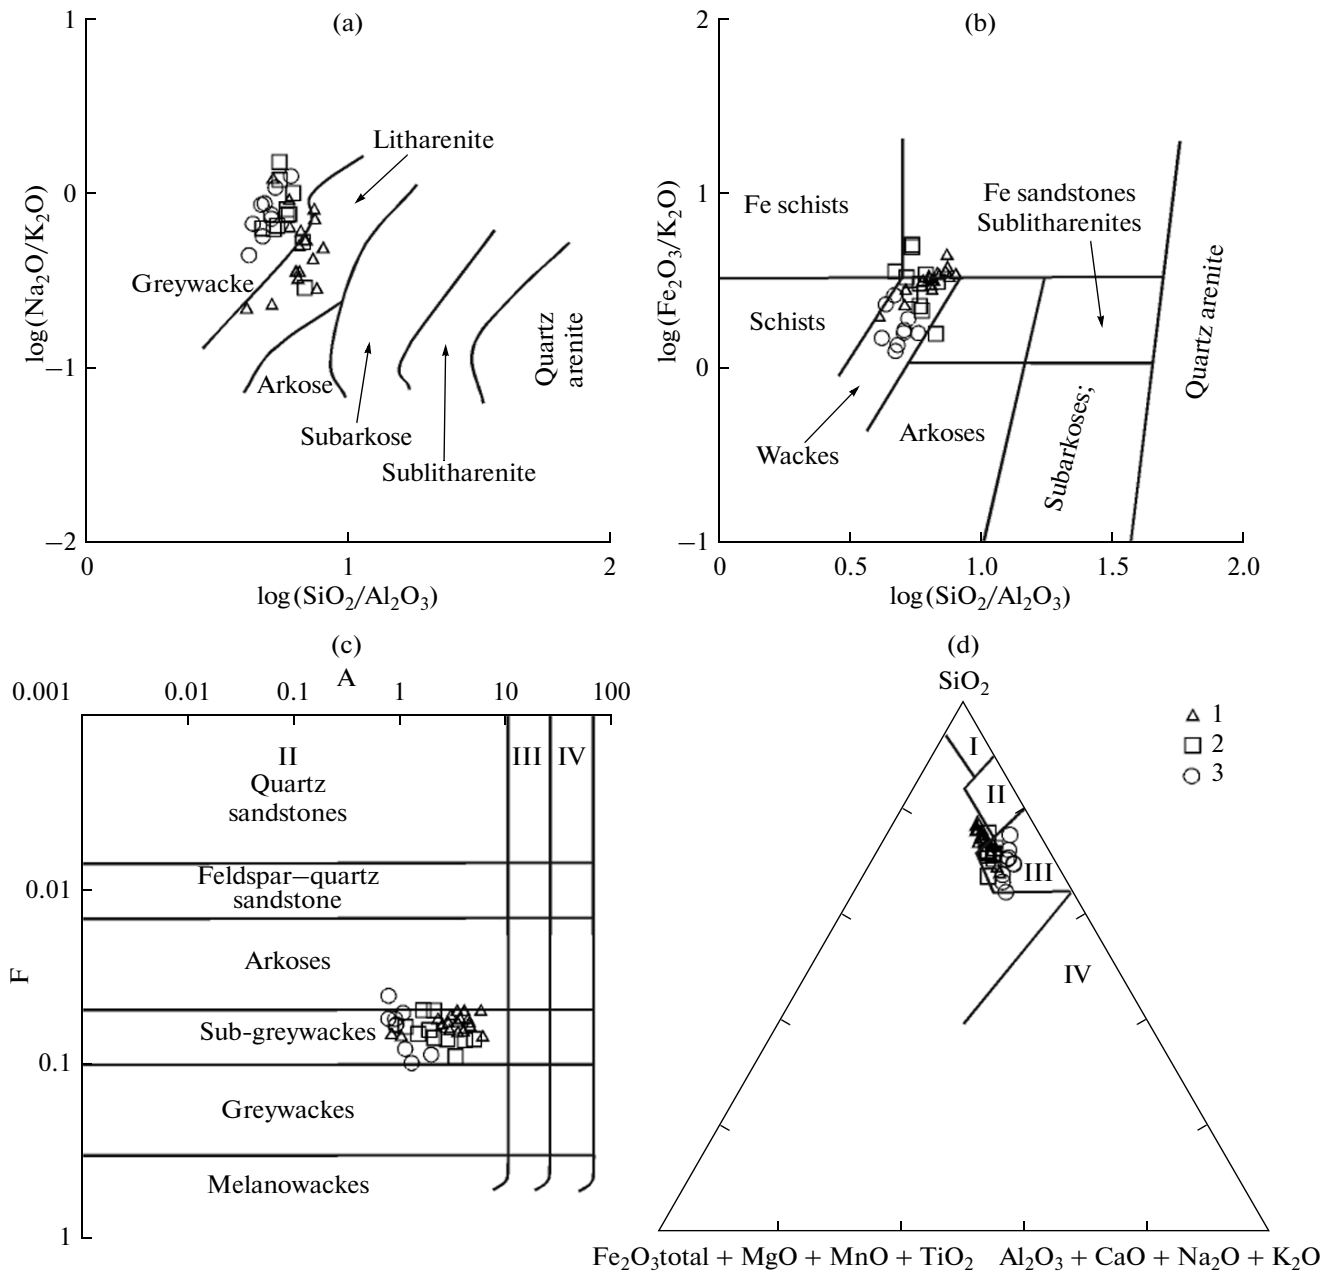 (a)
1
0
−1
−2
0
1
2
log(Na₂O/K₂O)
log(SiO₂/Al₂O₃)
Litharenite
Greywacke
Arkose
Subarkose
Sublitharenite
Quartz
arenite
(b)
2
1
0
−1
0
0.5
1.0
1.5
2.0
log(Fe₂O₃/K₂O)
log(SiO₂/Al₂O₃)
Fe schists
Fe sandstones
Sublitharenites
Schists
Wackes
Arkoses
Subarkoses;
Quartz arenite
(c)
A
0.001
0.01
0.1
1
10
100
0.01
0.1
1
F
II
III
IV
Quartz
sandstones
Feldspar−quartz
sandstone
Arkoses
Sub-greywackes
Greywackes
Melanowackes
(d)
SiO₂
I
II
III
IV
1
2
3
Fe₂O₃total + MgO + MnO + TiO₂
Al₂O₃ + CaO + Na₂O + K₂O